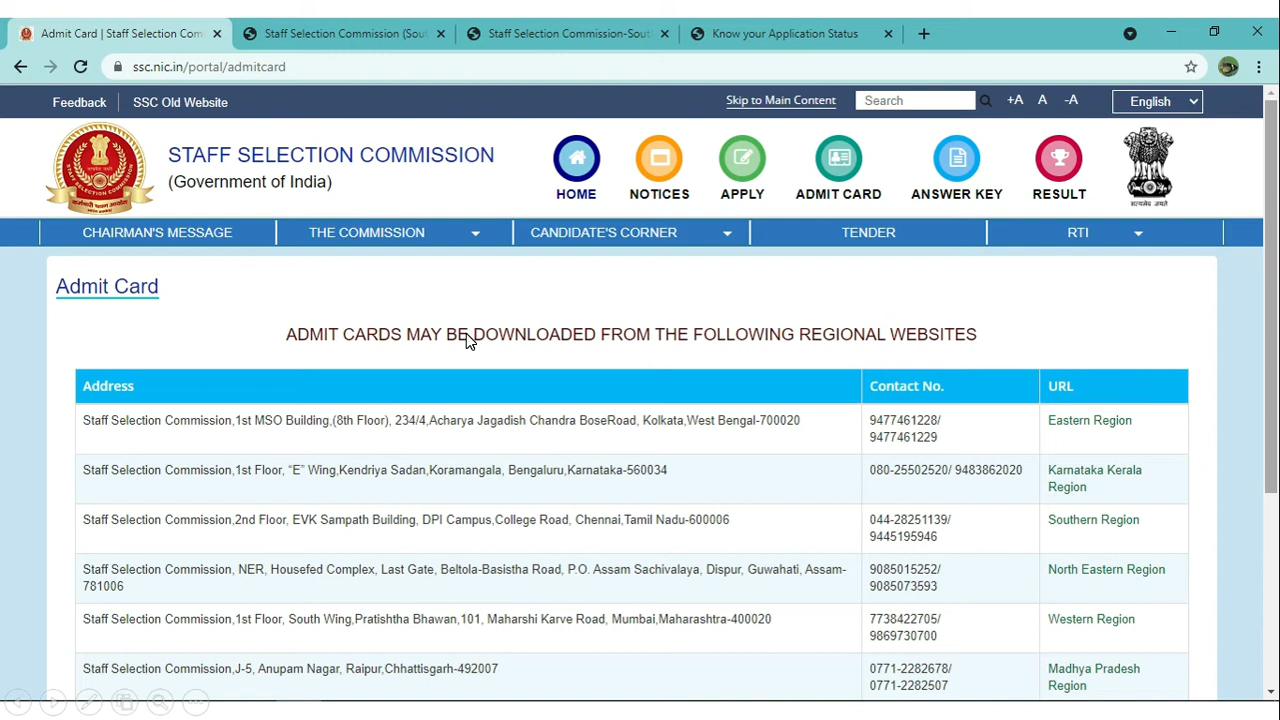 Admit Card | Staff Selection Com
Staff Selection Commission (Sou
Staff Selection Commission-Sout
Know your Application Status
ssc.nic.in/portal/admitcard
Feedback
SSC Old Website
Skip to Main Content
Search
+A A -A
English
STAFF SELECTION COMMISSION
(Government of India)
HOME
NOTICES
APPLY
ADMIT CARD
ANSWER KEY
RESULT
सत्यमेव जयते
CHAIRMAN'S MESSAGE
THE COMMISSION
CANDIDATE'S CORNER
TENDER
RTI
Admit Card
ADMIT CARDS MAY BE DOWNLOADED FROM THE FOLLOWING REGIONAL WEBSITES
Address
Contact No.
URL
Staff Selection Commission,1st MSO Building,(8th Floor), 234/4,Acharya Jagadish Chandra BoseRoad, Kolkata,West Bengal-700020
9477461228/
9477461229
Eastern Region
Staff Selection Commission,1st Floor, “E” Wing,Kendriya Sadan,Koramangala, Bengaluru,Karnataka-560034
080-25502520/ 9483862020
Karnataka Kerala
Region
Staff Selection Commission,2nd Floor, EVK Sampath Building, DPI Campus,College Road, Chennai,Tamil Nadu-600006
044-28251139/
9445195946
Southern Region
Staff Selection Commission, NER, Housefed Complex, Last Gate, Beltola-Basistha Road, P.O. Assam Sachivalaya, Dispur, Guwahati, Assam-
781006
9085015252/
9085073593
North Eastern Region
Staff Selection Commission,1st Floor, South Wing,Pratishtha Bhawan,101, Maharshi Karve Road, Mumbai,Maharashtra-400020
7738422705/
9869730700
Western Region
Staff Selection Commission,J-5, Anupam Nagar, Raipur,Chhattisgarh-492007
0771-2282678/
0771-2282507
Madhya Pradesh
Region